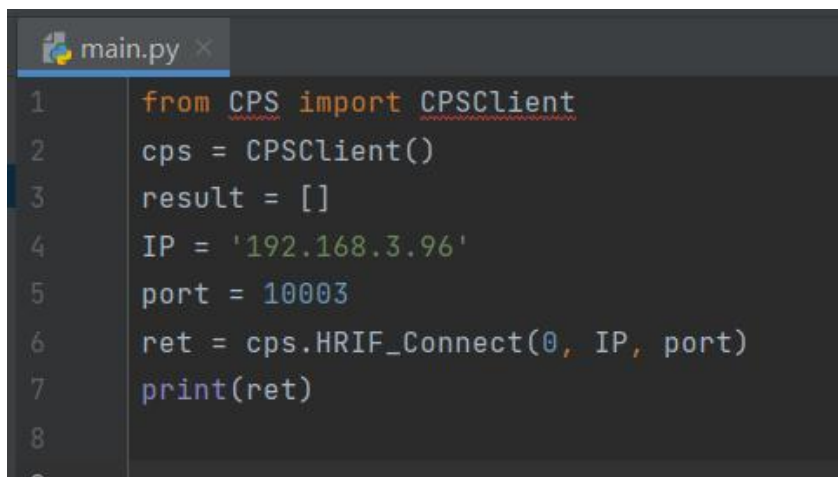 main.py
1 from CPS import CPSClient
2 cps = CPSClient()
3 result = []
4 IP = '192.168.3.96'
5 port = 10003
6 ret = cps.HRIF_Connect(0, IP, port)
7 print(ret)
8